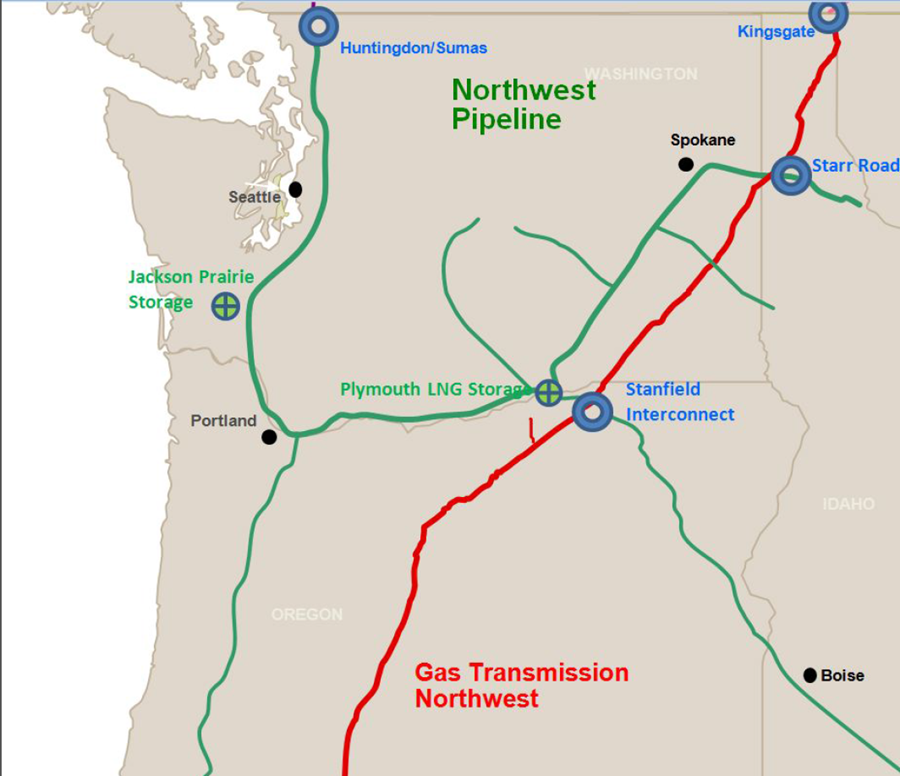 Huntingdon/Sumas
Kingsgate
WASHINGTON
Northwest
Pipeline
Spokane
Starr Road
Seattle
Jackson Prairie
Storage
Plymouth LNG Storage
Stanfield
Interconnect
Portland
IDAHO
OREGON
Gas Transmission
Northwest
Boise